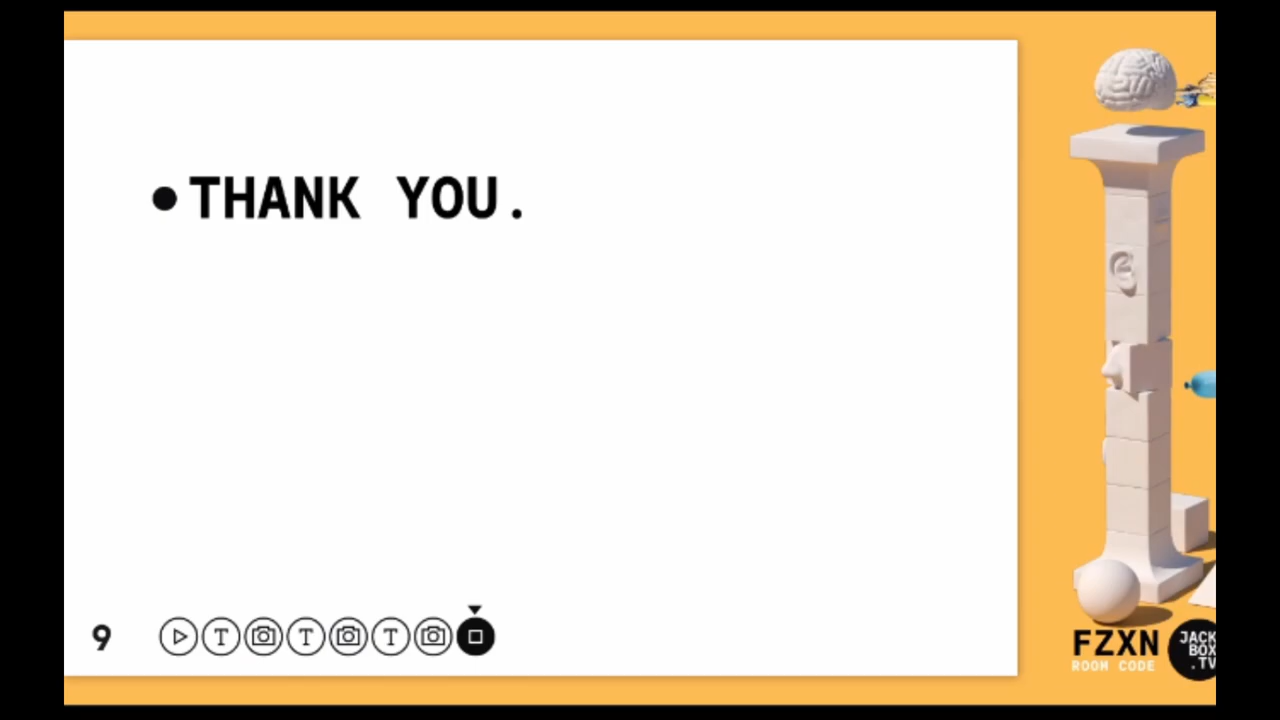 THANK YOU.
9
T T T
FZXN
ROOM CODE
JACK
BOX
.TV